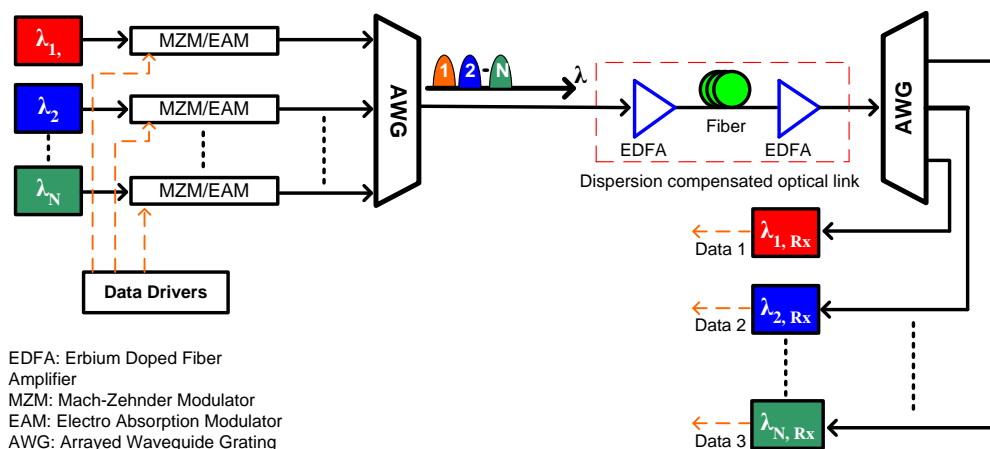 λ1,
MZM/EAM
λ2
MZM/EAM
λN
MZM/EAM
Data Drivers
AWG
1 2 - N
λ
EDFA
Fiber
EDFA
Dispersion compensated optical link
AWG
Data 1
λ1, Rx
Data 2
λ2, Rx
Data 3
λN, Rx
EDFA: Erbium Doped Fiber
Amplifier
MZM: Mach-Zehnder Modulator
EAM: Electro Absorption Modulator
AWG: Arrayed Waveguide Grating